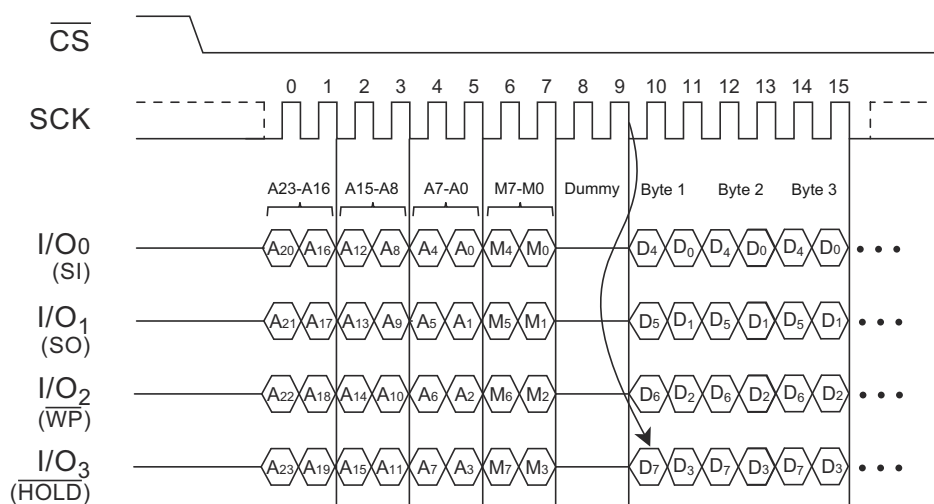 CS
0 1 2 3 4 5 6 7 8 9 10 11 12 13 14 15
SCK
A23-A16 A15-A8 A7-A0 M7-M0 Dummy Byte 1 Byte 2 Byte 3
I/O0 A20 A16 A12 A8 A4 A0 M4 M0 D4 D0 D4 D0 D4 D0 • • •
(SI)
I/O1 A21 A17 A13 A9 A5 A1 M5 M1 D5 D1 D5 D1 D5 D1 • • •
(SO)
I/O2 A22 A18 A14 A10 A6 A2 M6 M2 D6 D2 D6 D2 D6 D2 • • •
(WP)
I/O3 A23 A19 A15 A11 A7 A3 M7 M3 D7 D3 D7 D3 D7 D3 • • •
(HOLD)